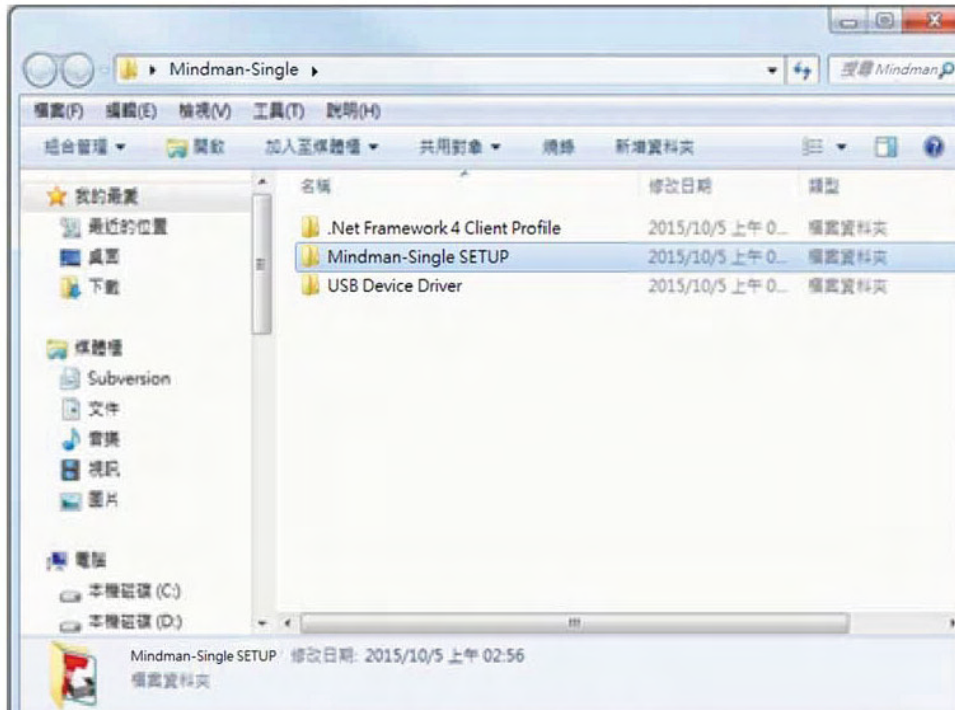 Mindman-Single
搜尋 Mindman
檔案(F) 編輯(E) 檢視(V) 工具(T) 說明(H)
組合管理 開啟 加入至媒體櫃 共用對象 燒錄 新增資料夾
我的最愛
最近的位置
桌面
下載
媒體櫃
Subversion
文件
音樂
視訊
圖片
電腦
本機磁碟 (C:)
本機磁碟 (D:)
名稱 修改日期 類型
.Net Framework 4 Client Profile 2015/10/5 上午 0... 檔案資料夾
Mindman-Single SETUP 2015/10/5 上午 0... 檔案資料夾
USB Device Driver 2015/10/5 上午 0... 檔案資料夾
Mindman-Single SETUP 修改日期: 2015/10/5 上午 02:56
檔案資料夾